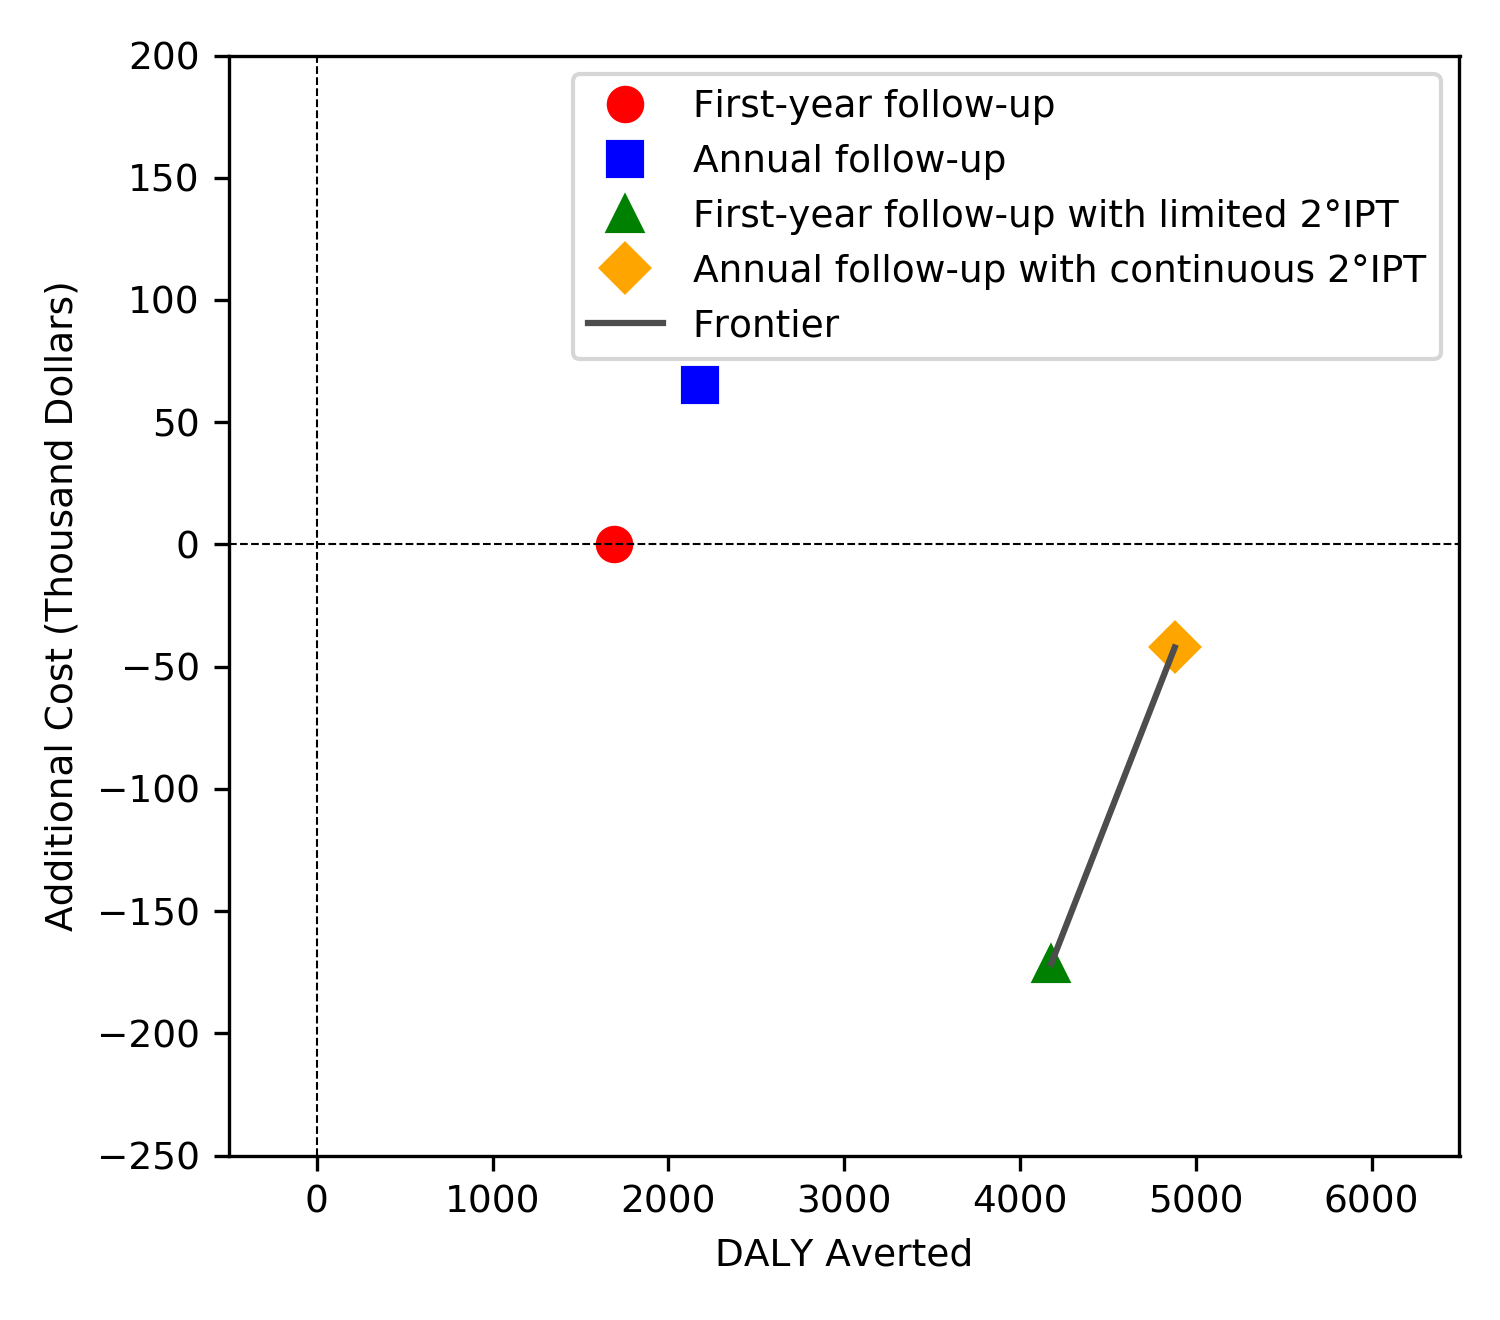 200
150
100
50
0
−50
−100
−150
−200
−250
Additional Cost (Thousand Dollars)
First-year follow-up
Annual follow-up
First-year follow-up with limited 2°IPT
Annual follow-up with continuous 2°IPT
Frontier
0 1000 2000 3000 4000 5000 6000
DALY Averted